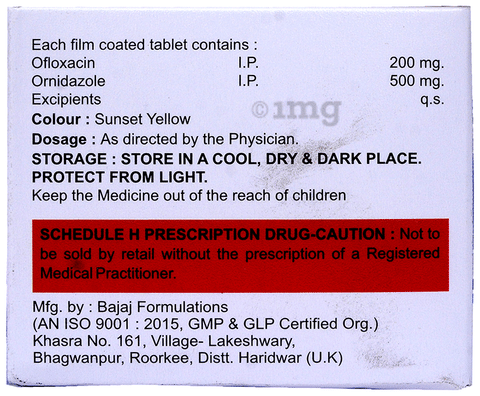 Each film coated tablet contains :
Ofloxacin I.P. 200 mg.
Ornidazole I.P. 500 mg.
Excipients q.s.
©1mg
Colour : Sunset Yellow
Dosage : As directed by the Physician.
STORAGE : STORE IN A COOL, DRY & DARK PLACE.
PROTECT FROM LIGHT.
Keep the Medicine out of the reach of children
SCHEDULE H PRESCRIPTION DRUG-CAUTION : Not to
be sold by retail without the prescription of a Registered
Medical Practitioner.
Mfg. by : Bajaj Formulations
(AN ISO 9001 : 2015, GMP & GLP Certified Org.)
Khasra No. 161, Village- Lakeshwary,
Bhagwanpur, Roorkee, Distt. Haridwar (U.K)